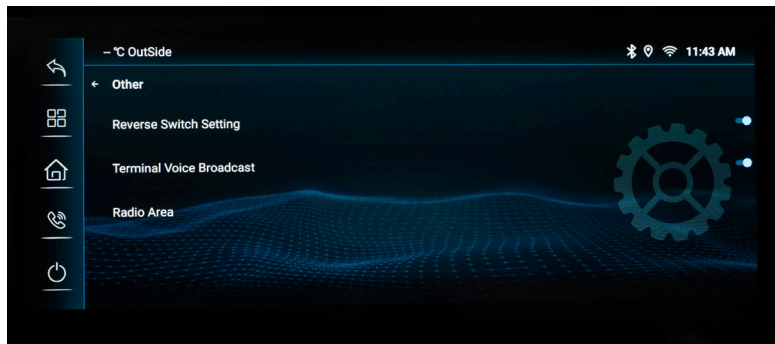 -- °C OutSide
11:43 AM
Other
Reverse Switch Setting
Terminal Voice Broadcast
Radio Area